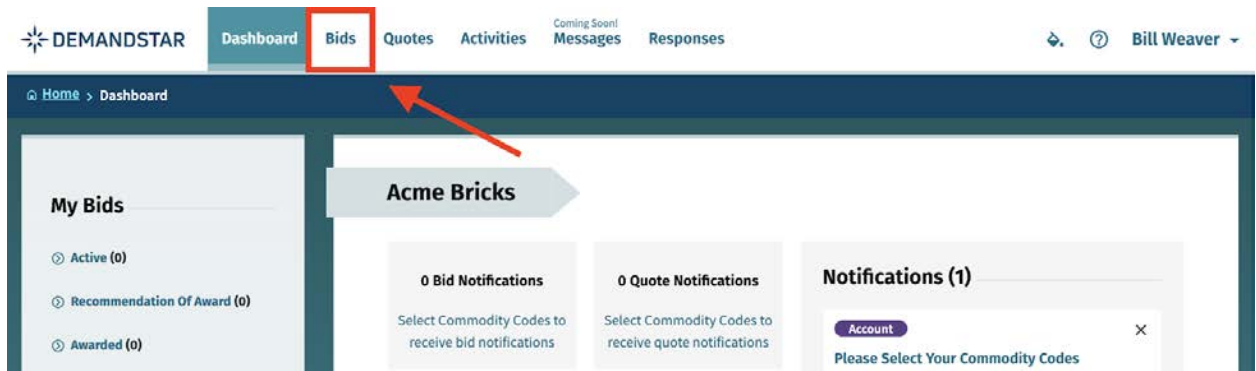 DEMANDSTAR Dashboard Bids Quotes Activities Coming Soon! Messages Responses Bill Weaver
Home > Dashboard
My Bids
Active (0)
Recommendation Of Award (0)
Awarded (0)
Acme Bricks
0 Bid Notifications
Select Commodity Codes to
receive bid notifications
0 Quote Notifications
Select Commodity Codes to
receive quote notifications
Notifications (1)
Account
Please Select Your Commodity Codes